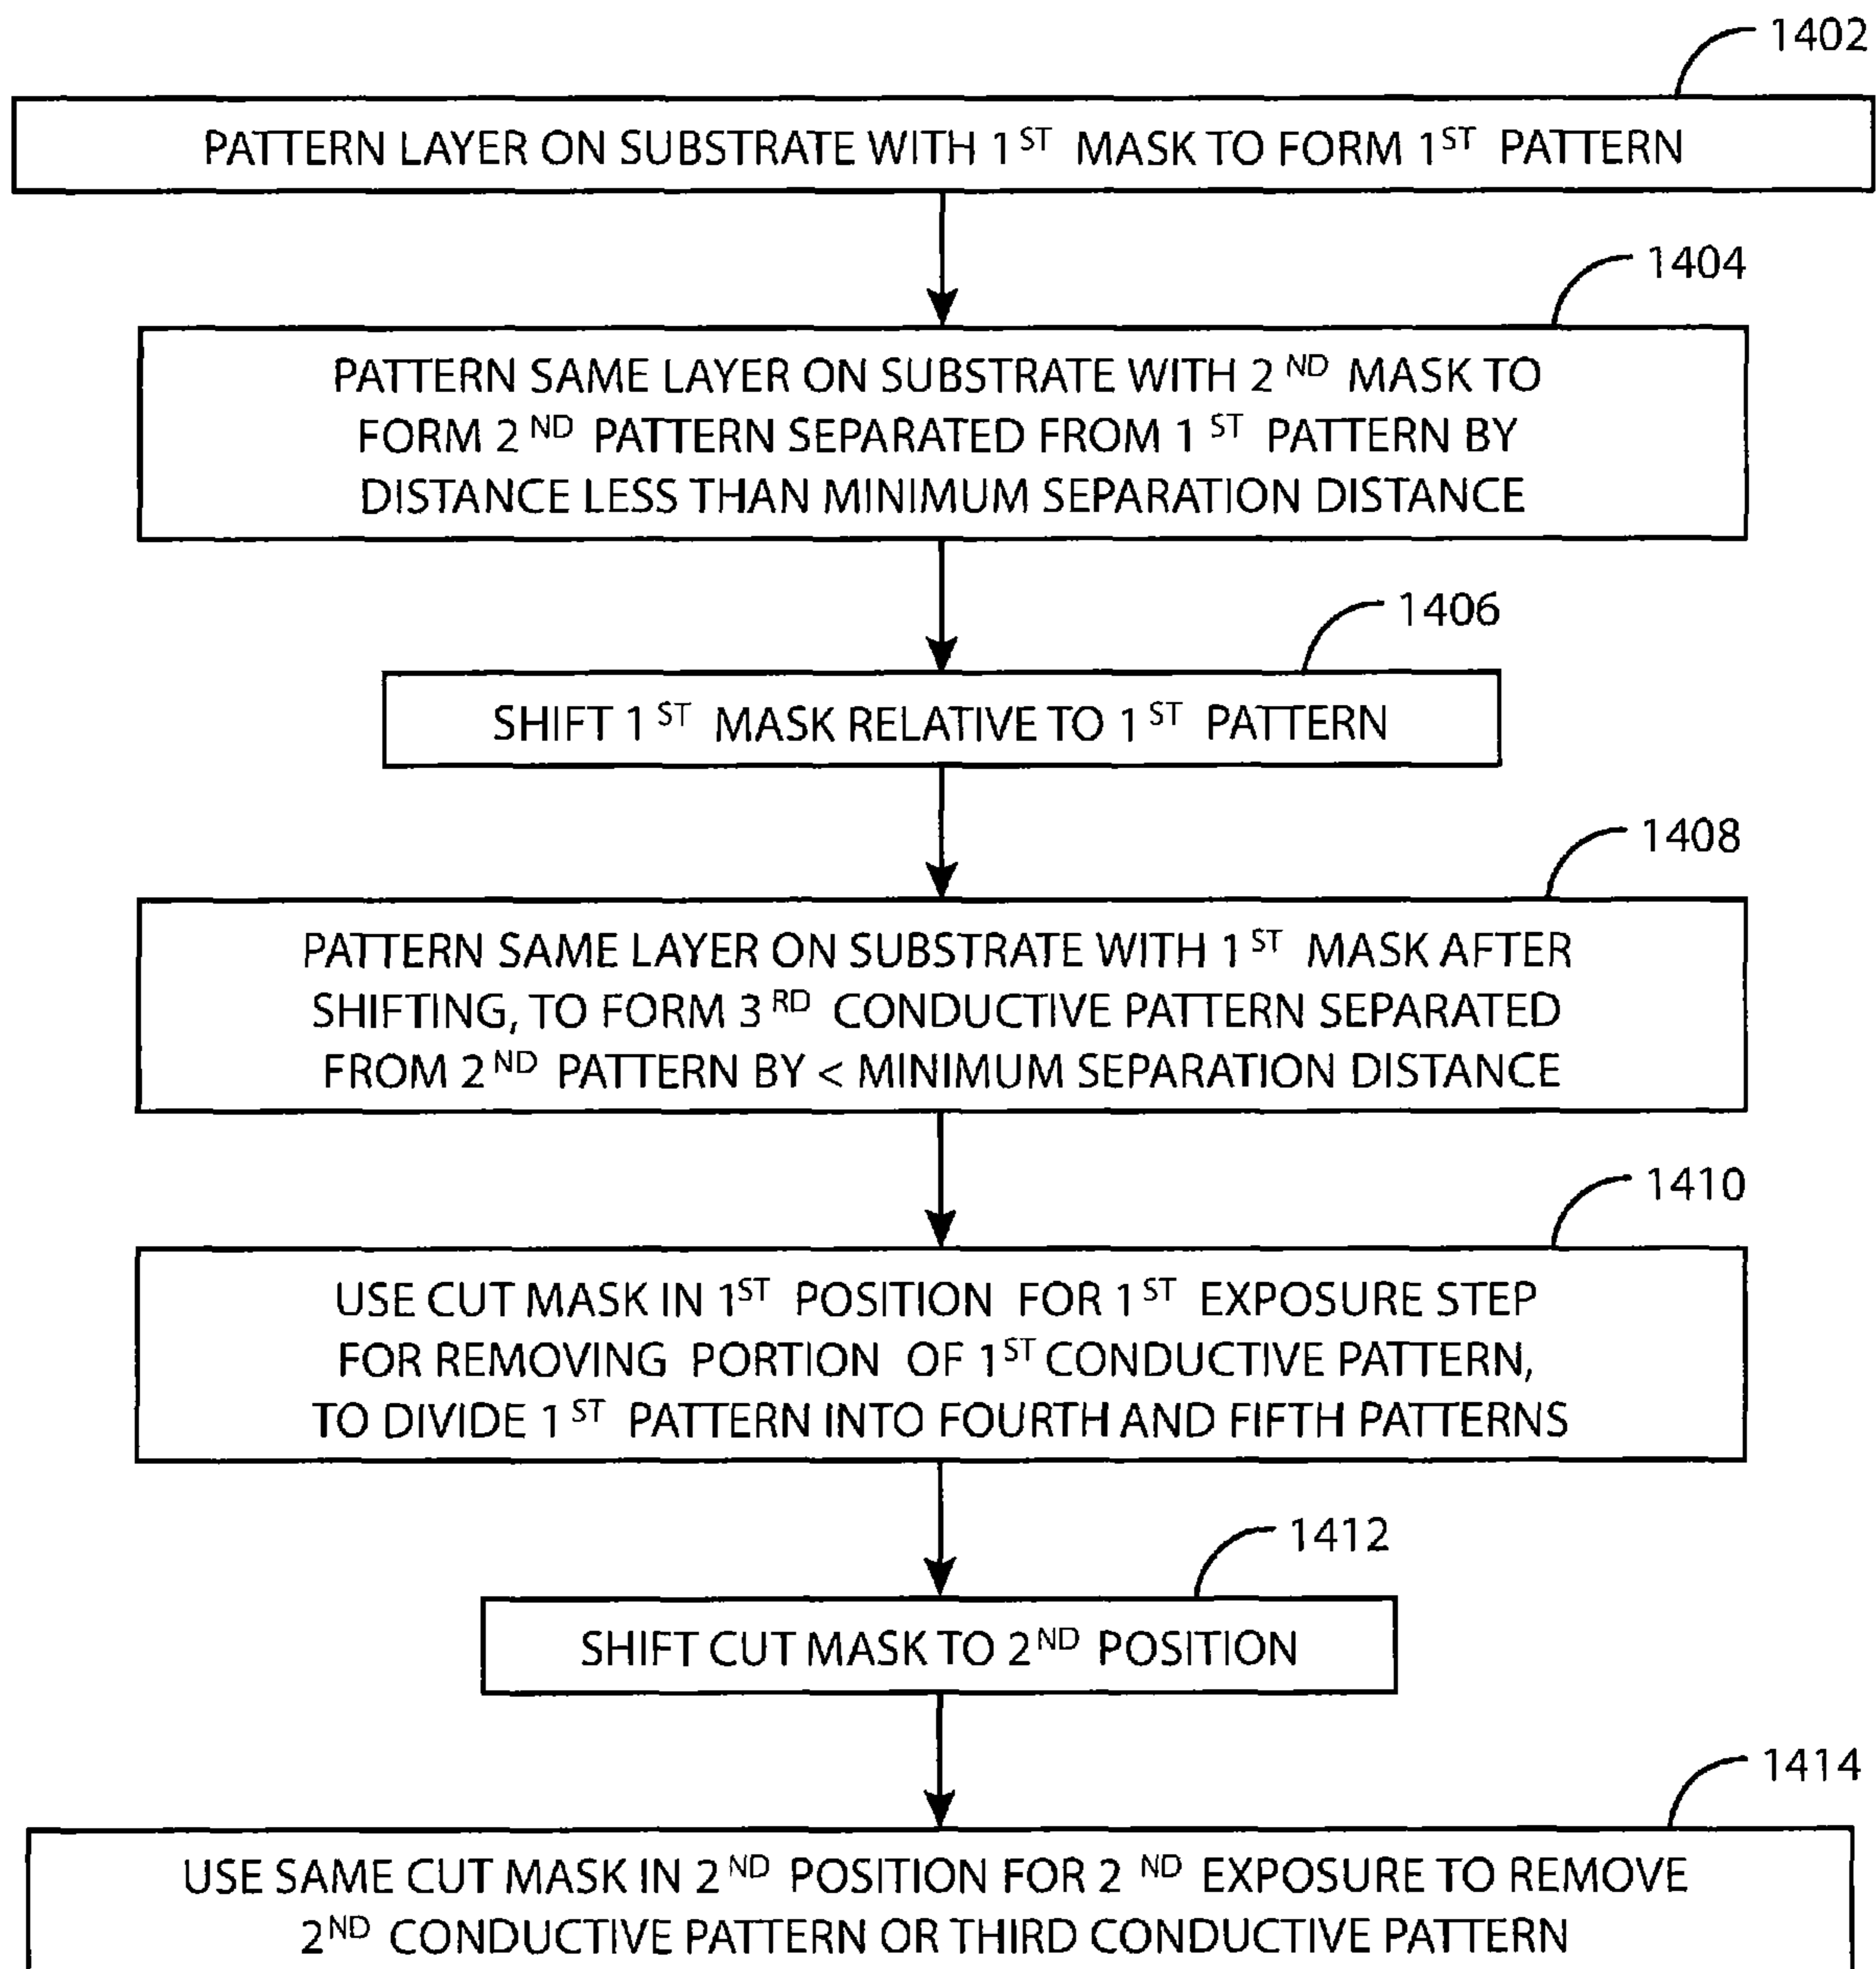 1402
PATTERN LAYER ON SUBSTRATE WITH 1ST MASK TO FORM 1ST PATTERN
1404
PATTERN SAME LAYER ON SUBSTRATE WITH 2ND MASK TO
FORM 2ND PATTERN SEPARATED FROM 1ST PATTERN BY
DISTANCE LESS THAN MINIMUM SEPARATION DISTANCE
1406
SHIFT 1ST MASK RELATIVE TO 1ST PATTERN
1408
PATTERN SAME LAYER ON SUBSTRATE WITH 1ST MASK AFTER
SHIFTING, TO FORM 3RD CONDUCTIVE PATTERN SEPARATED
FROM 2ND PATTERN BY < MINIMUM SEPARATION DISTANCE
1410
USE CUT MASK IN 1ST POSITION FOR 1ST EXPOSURE STEP
FOR REMOVING PORTION OF 1ST CONDUCTIVE PATTERN,
TO DIVIDE 1ST PATTERN INTO FOURTH AND FIFTH PATTERNS
1412
SHIFT CUT MASK TO 2ND POSITION
1414
USE SAME CUT MASK IN 2ND POSITION FOR 2ND EXPOSURE TO REMOVE
2ND CONDUCTIVE PATTERN OR THIRD CONDUCTIVE PATTERN